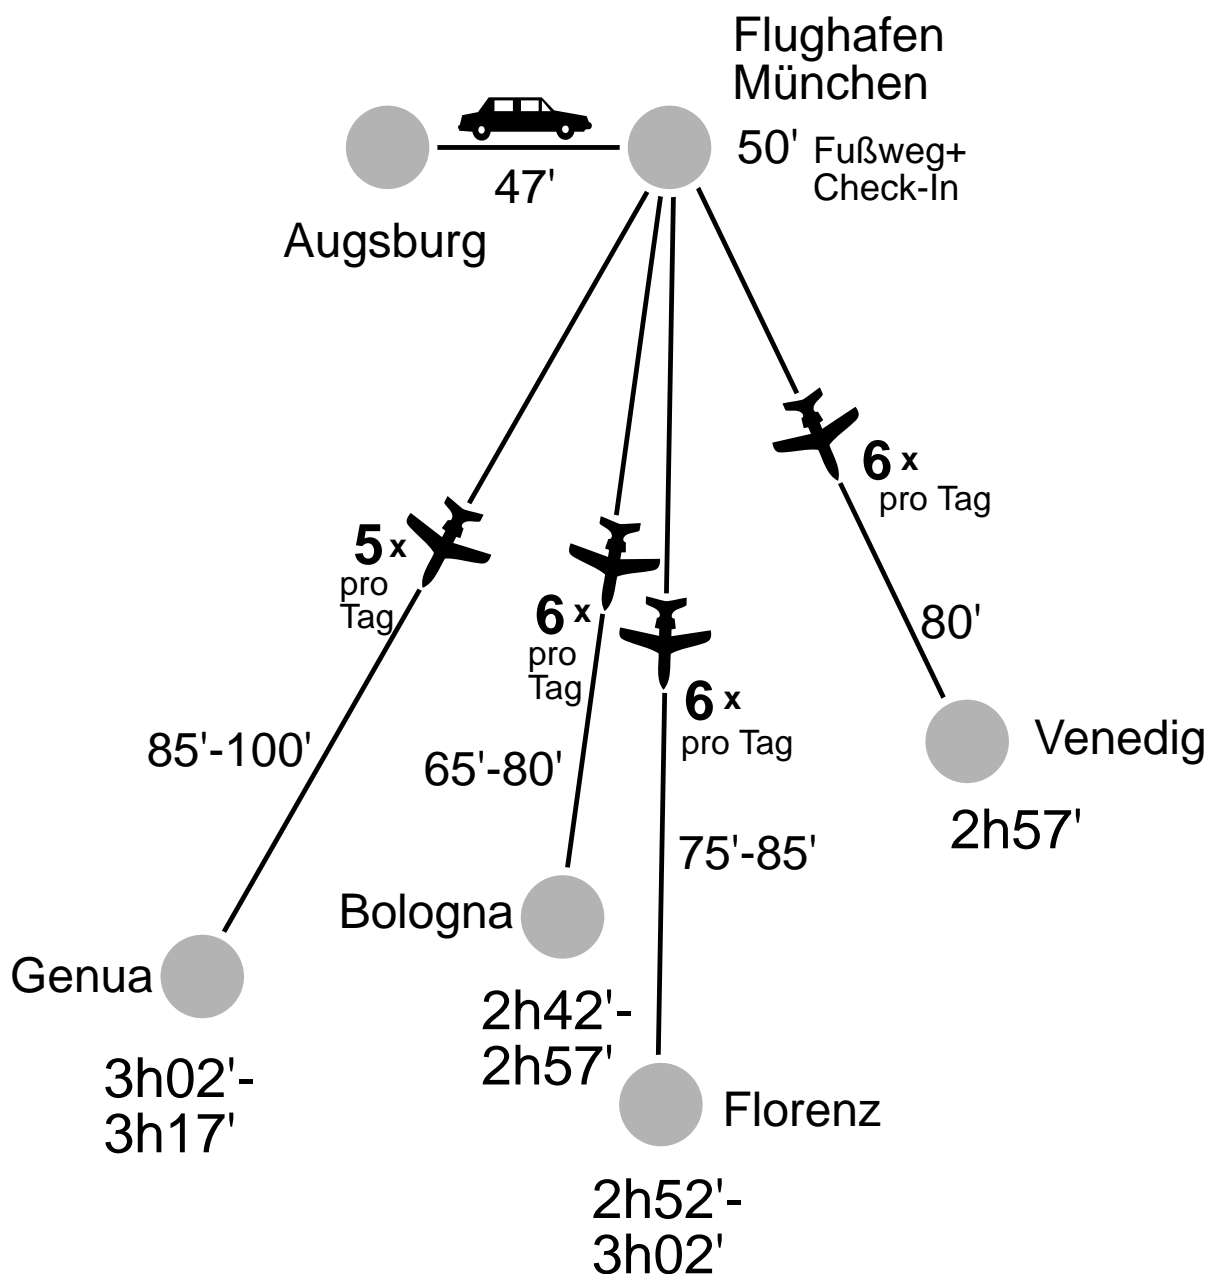 Flughafen
München
50' Fußweg+
Check-In
47'
Augsburg
6 x
pro Tag
5 x
pro
Tag
6 x
pro
Tag
80'
6 x
pro Tag
85'-100'
65'-80'
Venedig
2h57'
75'-85'
Bologna
2h42'-
2h57'
Genua
3h02'-
3h17'
Florenz
2h52'-
3h02'